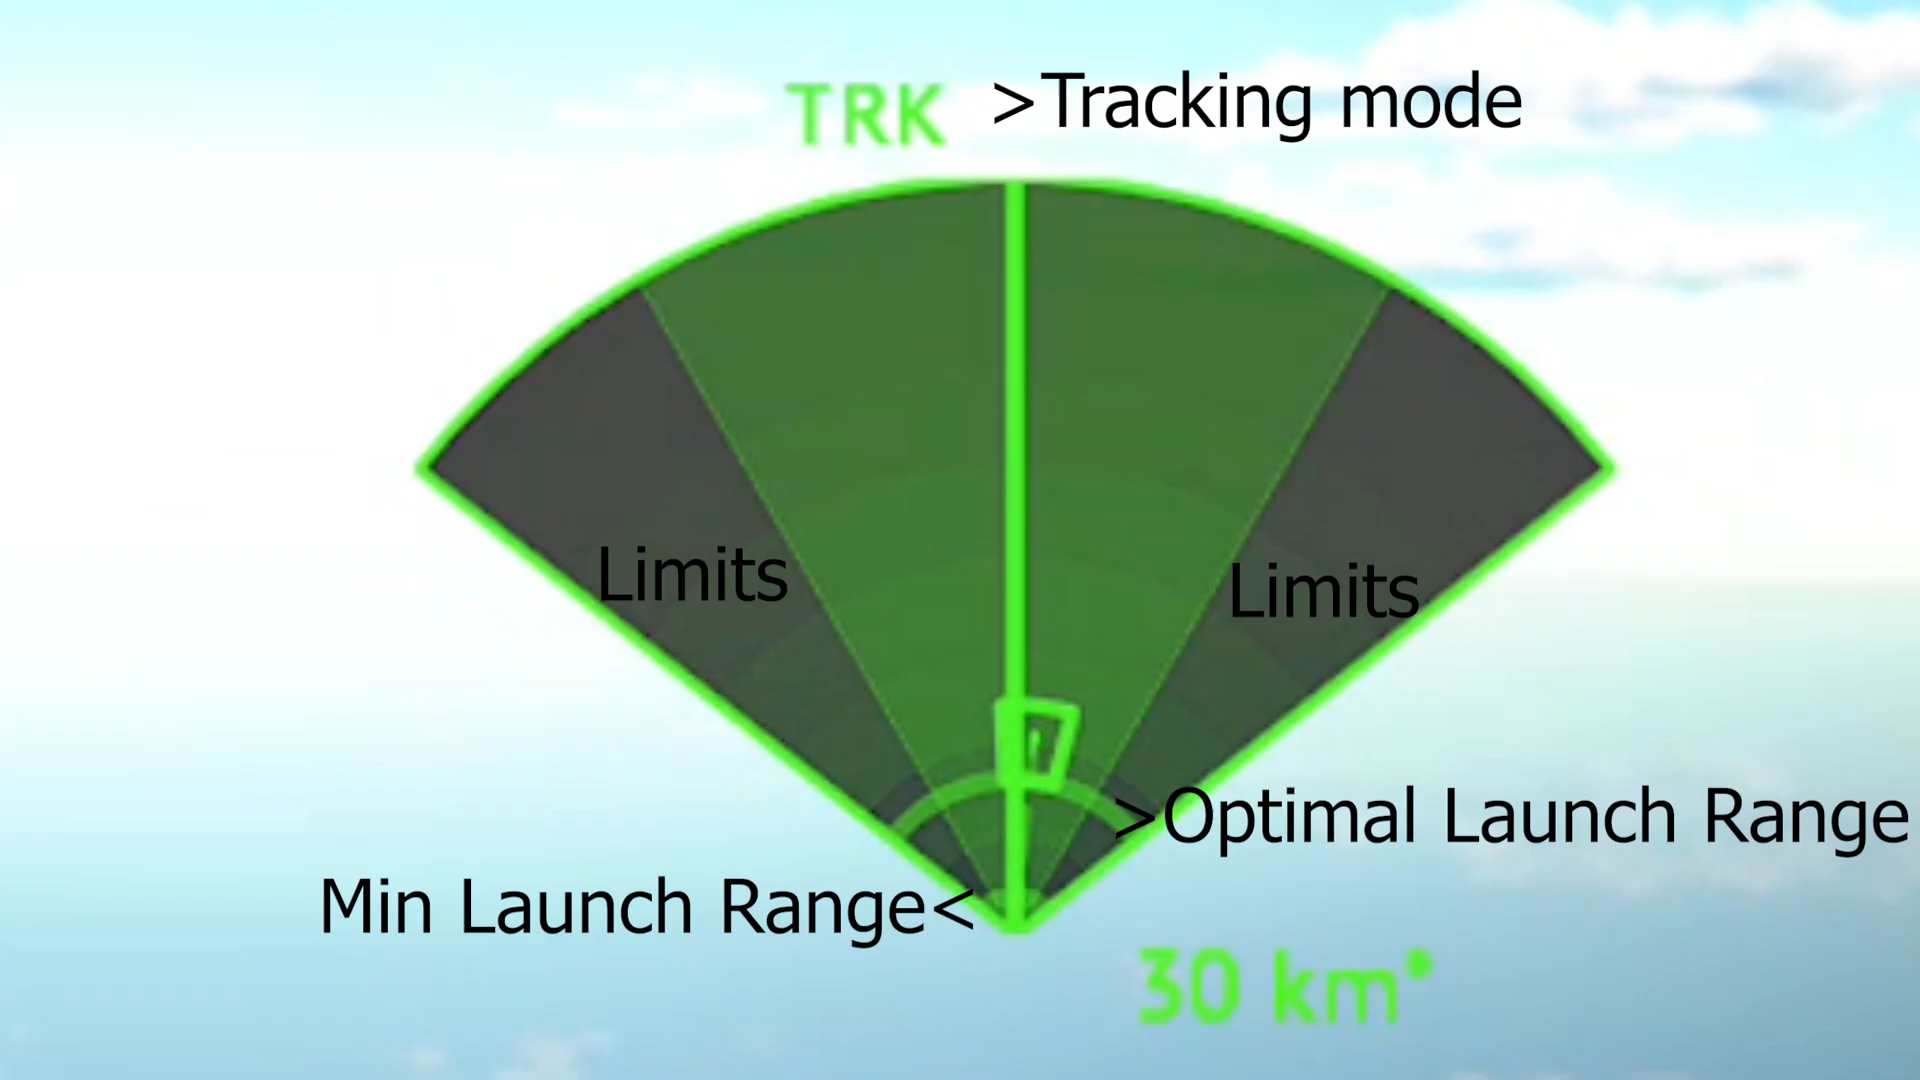 TRK >Tracking mode
Limits
Limits
>Optimal Launch Range
Min Launch Range<
30 km